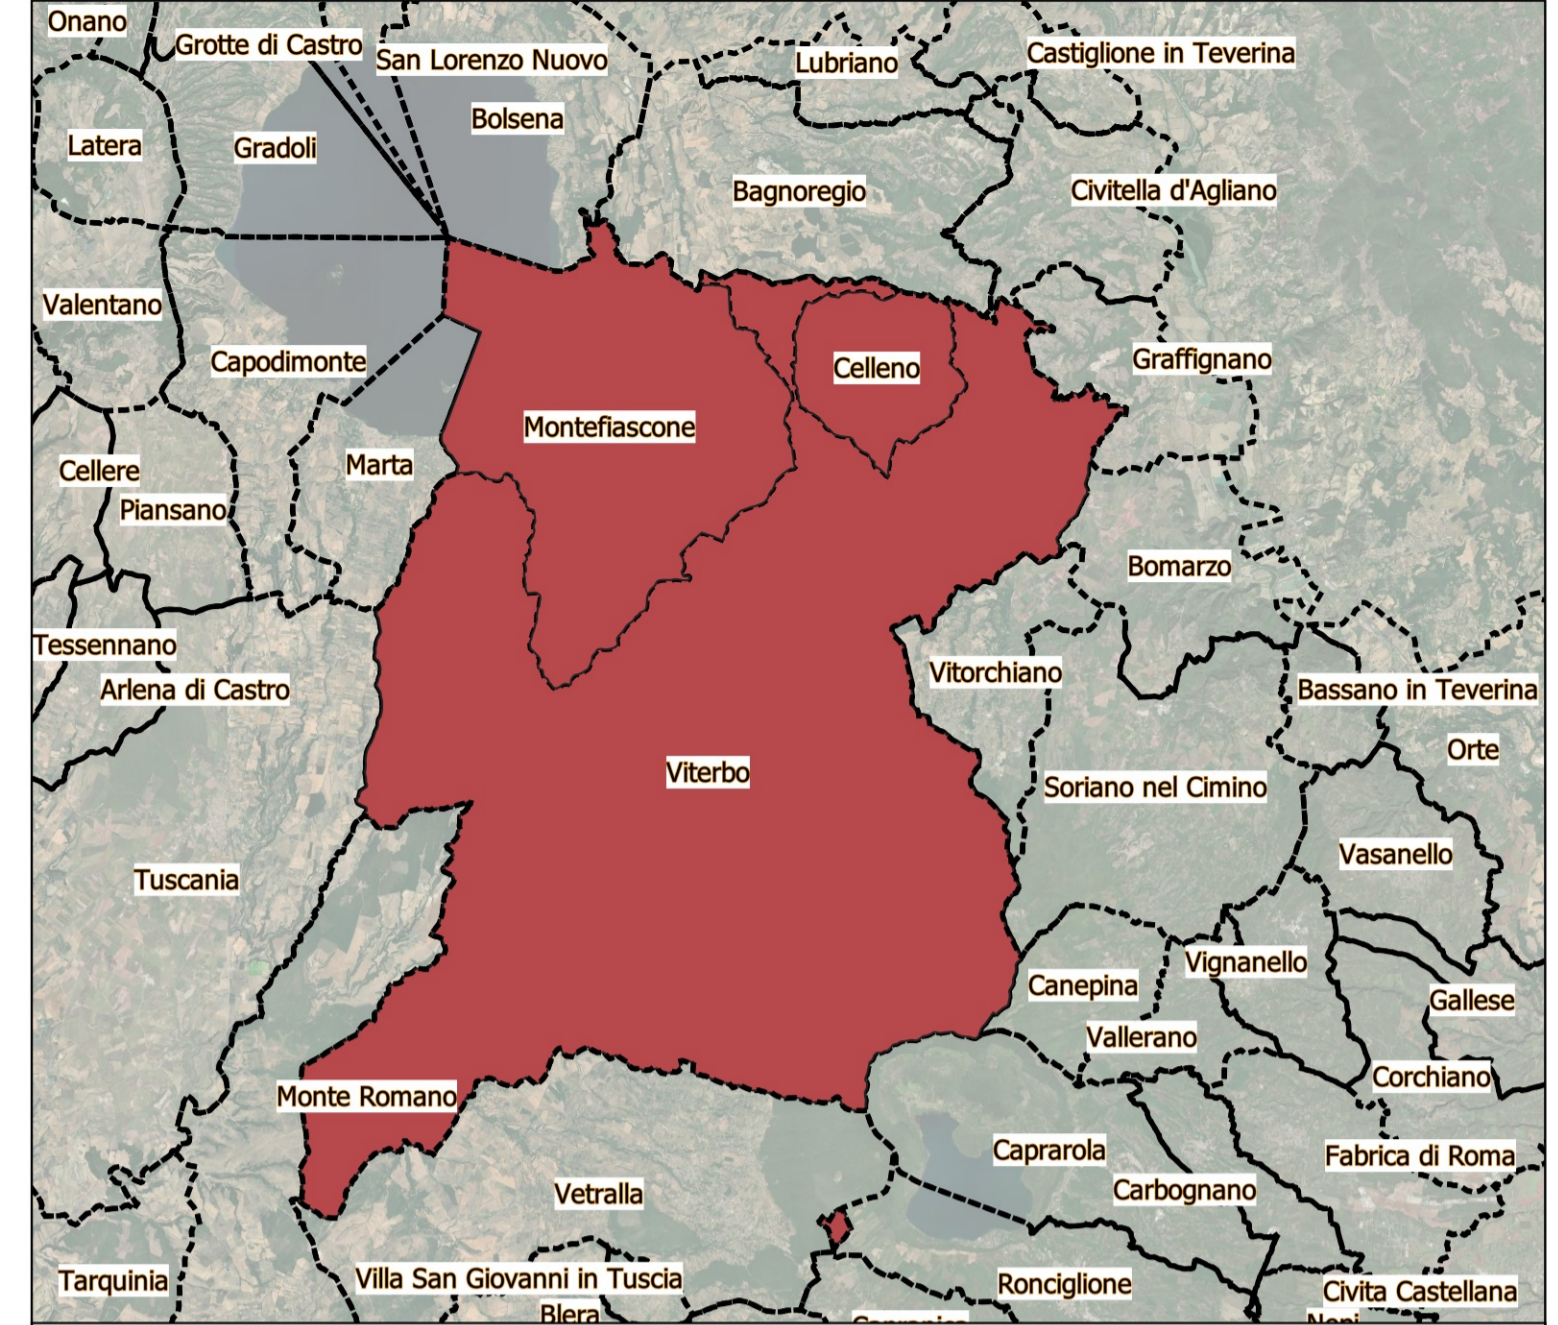 Onano
Grotte di Castro
San Lorenzo Nuovo
Lubriano
Castiglione in Teverina
Latera
Gradoli
Bolsena
Bagnoregio
Civitella d'Agliano
Valentano
Capodimonte
Celleno
Graffignano
Montefiascone
Marta
Cellere
Piansano
Bomarzo
Tessennano
Arlena di Castro
Vitorchiano
Bassano in Teverina
Orte
Viterbo
Soriano nel Cimino
Tuscania
Vasanello
Canepina
Vignanello
Gallese
Vallerano
Monte Romano
Corchiano
Caprarola
Fabrica di Roma
Vetralla
Carbognano
Tarquinia
Villa San Giovanni in Tuscia
Ronciglione
Civita Castellana
Blera